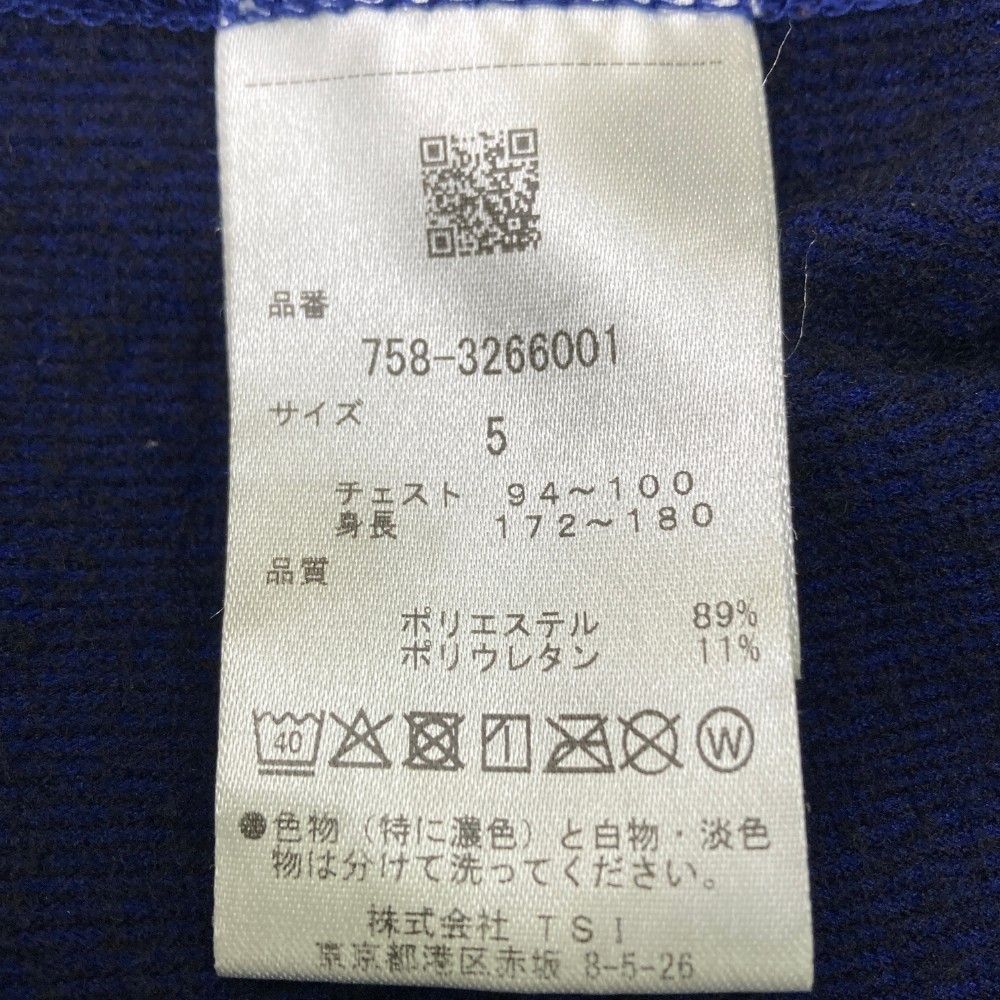 品番
758-3266001
サイズ
5
チェスト 94～100
身長 172～180
品質
ポリエステル 89%
ポリウレタン 11%
40 W
●色物（特に濃色）と白物・淡色
物は分けて洗ってください。
株式会社 TSI
東京都港区赤坂 8-5-26